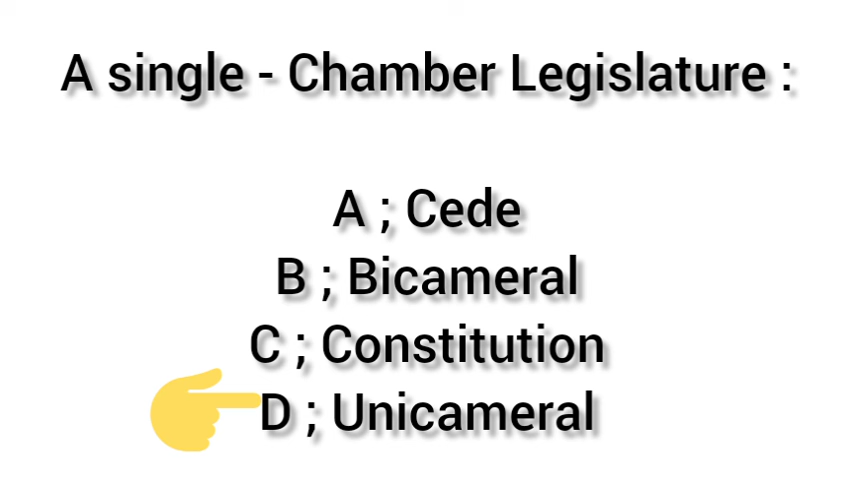 A single - Chamber Legislature :
A ; Cede
B ; Bicameral
C ; Constitution
D ; Unicameral